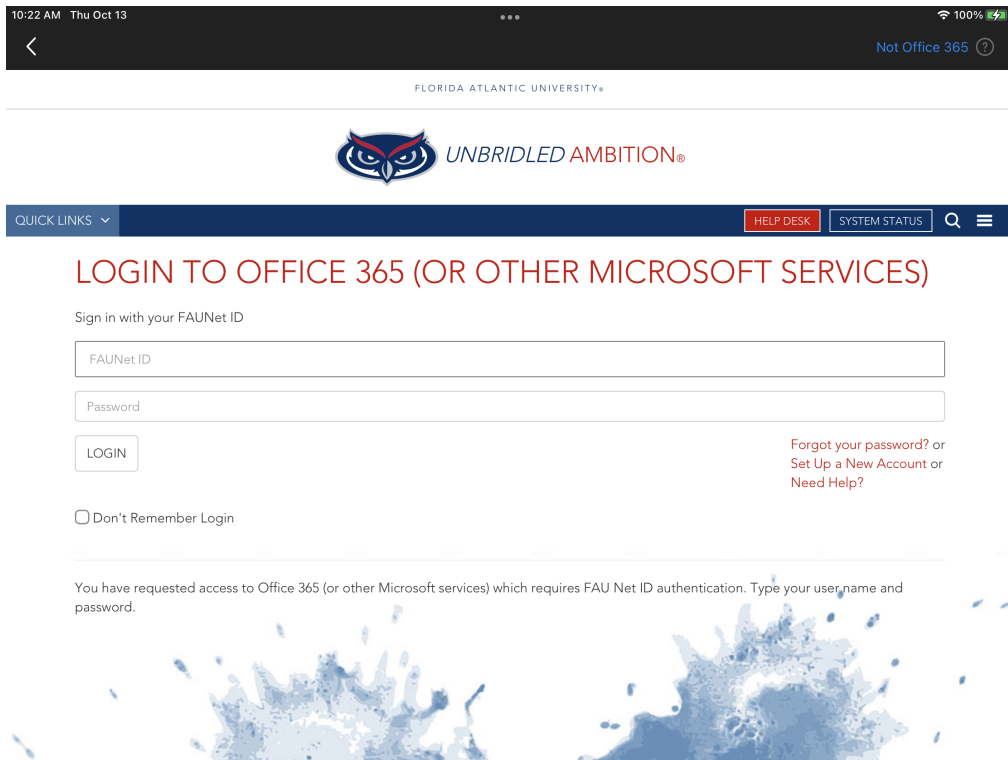 10:22 AM Thu Oct 13
100%
Not Office 365 ?
FLORIDA ATLANTIC UNIVERSITY®
UNBRIDLED AMBITION®
QUICK LINKS
HELP DESK
SYSTEM STATUS
LOGIN TO OFFICE 365 (OR OTHER MICROSOFT SERVICES)
Sign in with your FAUNet ID
FAUNet ID
Password
LOGIN
Forgot your password? or
Set Up a New Account or
Need Help?
Don't Remember Login
You have requested access to Office 365 (or other Microsoft services) which requires FAU Net ID authentication. Type your user name and
password.